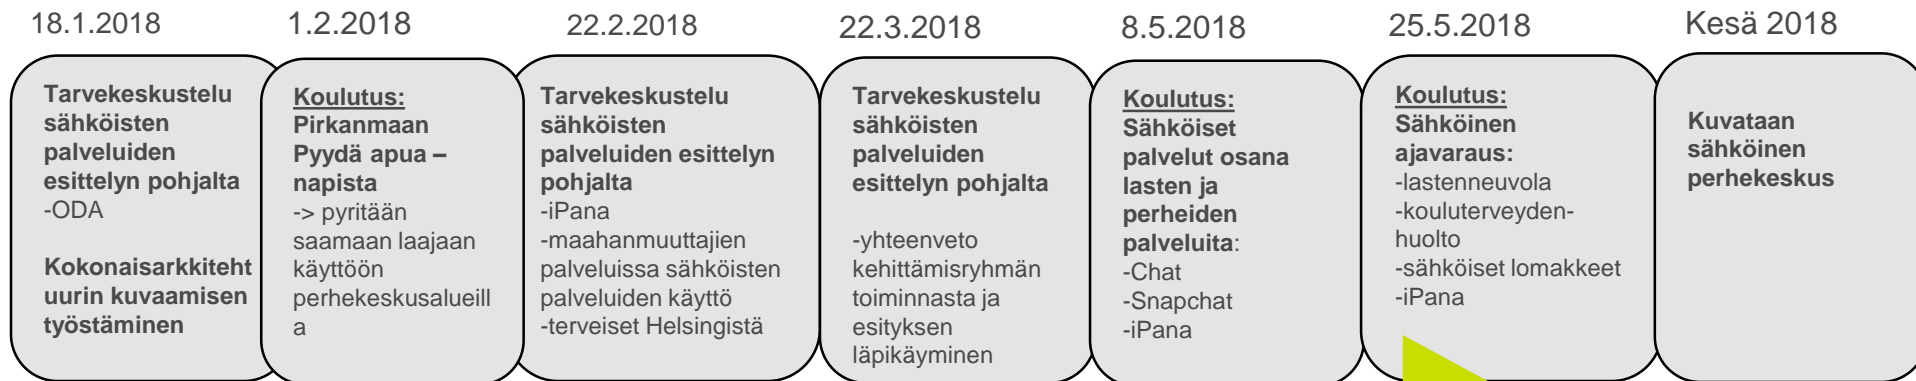 18.1.2018
Tarvekeskustelu
sähköisten
palveluiden
esittelyn pohjalta
-ODA
Kokonaisarkkiteht
uurin kuvaamisen
työstäminen
1.2.2018
Koulutus:
Pirkanmaan
Pyydä apua –
napista
-> pyritään
saamaan laajaan
käyttöön
perhekeskusalueill
a
22.2.2018
Tarvekeskustelu
sähköisten
palveluiden esittelyn
pohjalta
-iPana
-maahanmuuttajien
palveluissa sähköisten
palveluiden käyttö
-terveiset Helsingistä
22.3.2018
Tarvekeskustelu
sähköisten
palveluiden
esittelyn pohjalta
-yhteenveto
kehittämisryhmän
toiminnasta ja
esityksen
läpikäyminen
8.5.2018
Koulutus:
Sähköiset
palvelut osana
lasten ja
perheiden
palveluita:
-Chat
-Snapchat
-iPana
25.5.2018
Koulutus:
Sähköinen
ajavaraus:
-lastenneuvola
-kouluterveyden-
huolto
-sähköiset lomakkeet
-iPana
Kesä 2018
Kuvataan
sähköinen
perhekeskus